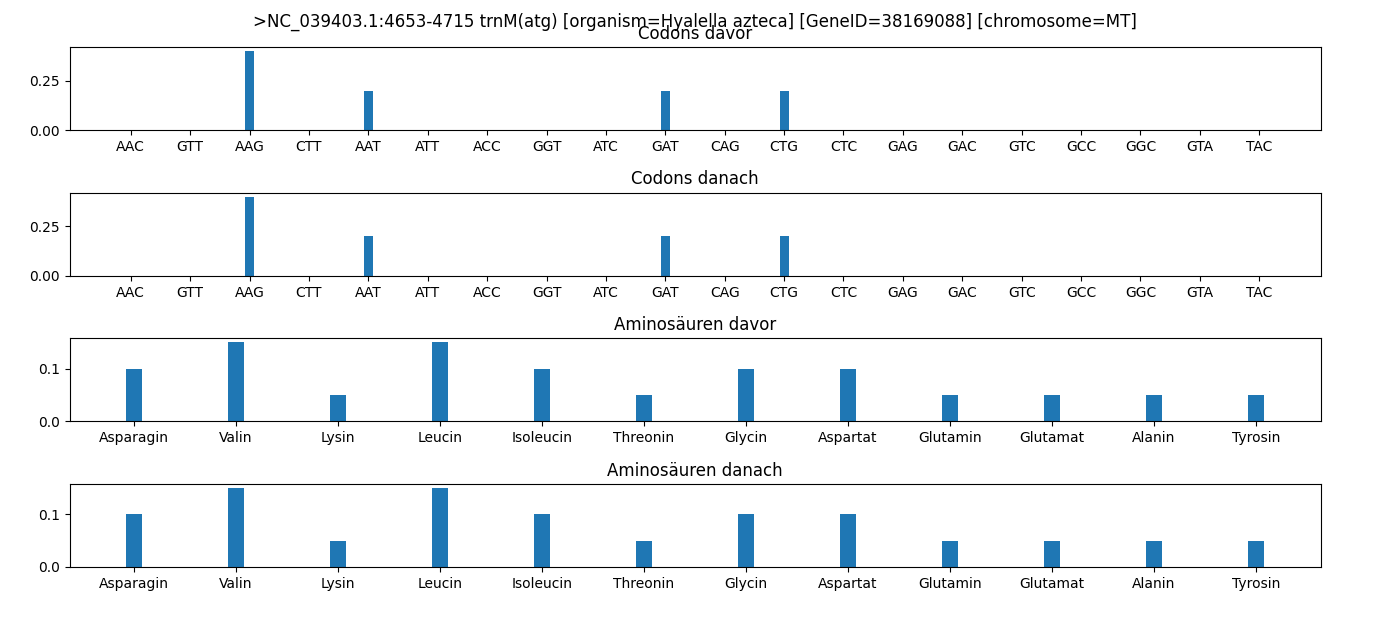 >NC_039403.1:4653-4715 trnM(atg) [organism=Hyalella azteca] [GeneID=38169088] [chromosome=MT]
Codons davor
0.25
0.00
AAC GTT AAG CTT AAT ATT ACC GGT ATC GAT CAG CTG CTC GAG GAC GTC GCC GGC GTA TAC
Codons danach
0.25
0.00
AAC GTT AAG CTT AAT ATT ACC GGT ATC GAT CAG CTG CTC GAG GAC GTC GCC GGC GTA TAC
Aminosäuren davor
0.1
0.0
Asparagin Valin Lysin Leucin Isoleucin Threonin Glycin Aspartat Glutamin Glutamat Alanin Tyrosin
Aminosäuren danach
0.1
0.0
Asparagin Valin Lysin Leucin Isoleucin Threonin Glycin Aspartat Glutamin Glutamat Alanin Tyrosin